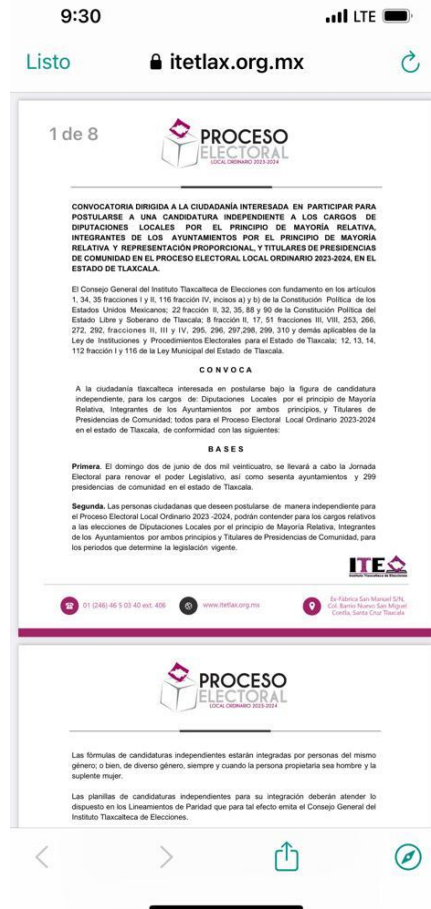 9:30
LTE
Listo
itetlax.org.mx
1 de 8
PROCESO
ELECTORAL
LOCAL ORDINARIO 2023-2024
CONVOCATORIA DIRIGIDA A LA CIUDADANÍA INTERESADA EN PARTICIPAR PARA
POSTULARSE A UNA CANDIDATURA INDEPENDIENTE A LOS CARGOS DE
DIPUTACIONES LOCALES POR EL PRINCIPIO DE MAYORÍA RELATIVA,
INTEGRANTES DE LOS AYUNTAMIENTOS POR EL PRINCIPIO DE MAYORÍA
RELATIVA Y REPRESENTACIÓN PROPORCIONAL, Y TITULARES DE PRESIDENCIAS
DE COMUNIDAD EN EL PROCESO ELECTORAL LOCAL ORDINARIO 2023-2024, EN EL
ESTADO DE TLAXCALA.
El Consejo General del Instituto Tlaxcalteca de Elecciones con fundamento en los artículos
1, 34, 35 fracciones I y II, 116 fracción IV, incisos a) y b) de la Constitución Política de los
Estados Unidos Mexicanos; 22 fracción II, 32, 35, 88 y 90 de la Constitución Política del
Estado Libre y Soberano de Tlaxcala; 8 fracción II, 17, 51 fracciones III, VIII, 253, 266,
272, 292, fracciones II, III y IV, 295, 296, 297,298, 299, 310 y demás aplicables de la
Ley de Instituciones y Procedimientos Electorales para el Estado de Tlaxcala; 12, 13, 14,
112 fracción I y 116 de la Ley Municipal del Estado de Tlaxcala.
C O N V O C A
A la ciudadanía tlaxcalteca interesada en postularse bajo la figura de candidatura
independiente, para los cargos de: Diputaciones Locales por el principio de Mayoría
Relativa, Integrantes de los Ayuntamientos por ambos principios, y Titulares de
Presidencias de Comunidad; todos para el Proceso Electoral Local Ordinario 2023-2024
en el estado de Tlaxcala, de conformidad con las siguientes:
B A S E S
Primera. El domingo dos de junio de dos mil veinticuatro, se llevará a cabo la Jornada
Electoral para renovar el poder Legislativo, así como sesenta ayuntamientos y 299
presidencias de comunidad en el estado de Tlaxcala.
Segunda. Las personas ciudadanas que deseen postularse de manera independiente para
el Proceso Electoral Local Ordinario 2023 -2024, podrán contender para los cargos relativos
a las elecciones de Diputaciones Locales por el principio de Mayoría Relativa, Integrantes
de los Ayuntamientos por ambos principios y Titulares de Presidencias de Comunidad, para
los periodos que determine la legislación vigente.
ITE
Instituto Tlaxcalteca de Elecciones
01 (246) 46 5 03 40 ext. 406
www.itetlax.org.mx
Ex-Fábrica San Manuel S/N,
Col. Barrio Nuevo San Miguel
Contla, Santa Cruz Tlaxcala
PROCESO
ELECTORAL
LOCAL ORDINARIO 2023-2024
Las fórmulas de candidaturas independientes estarán integradas por personas del mismo
género; o bien, de diverso género, siempre y cuando la persona propietaria sea hombre y la
suplente mujer.
Las planillas de candidaturas independientes para su integración deberán atender lo
dispuesto en los Lineamientos de Paridad que para tal efecto emita el Consejo General del
Instituto Tlaxcalteca de Elecciones.